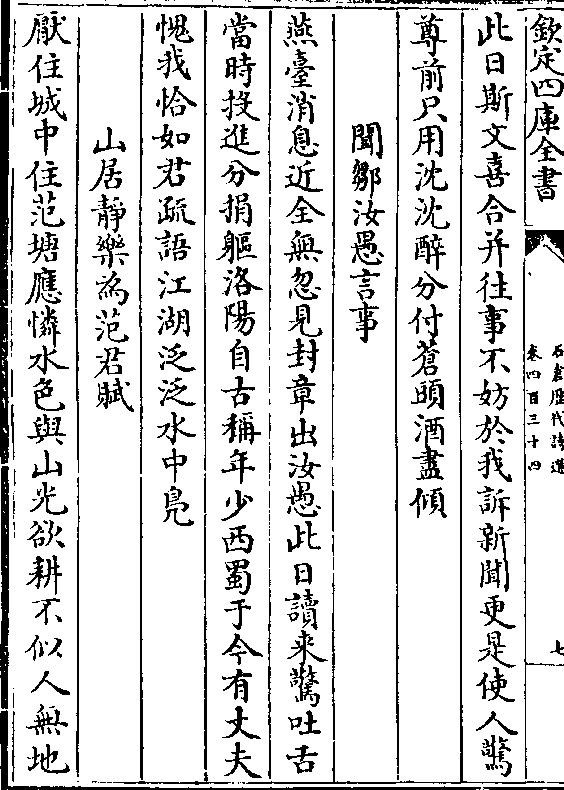 欽定四庫全書
石倉歷代詩選
卷四百三十四
七
此日斯文喜合并往事不妨於我訴新聞更是使人驚
尊前只用沈沈醉分付蒼頭酒盡傾
聞鄒汝愚言事
燕臺消息近全無忽見封章出汝愚此日讀来驚吐舌
當時投進分捐軀洛陽自古稱年少西蜀于今有丈夫
愧我恰如君疏語江湖泛泛水中鳬
山居静樂為范君賦
厭住城中住范塘應憐水色與山光欲耕不似人無地